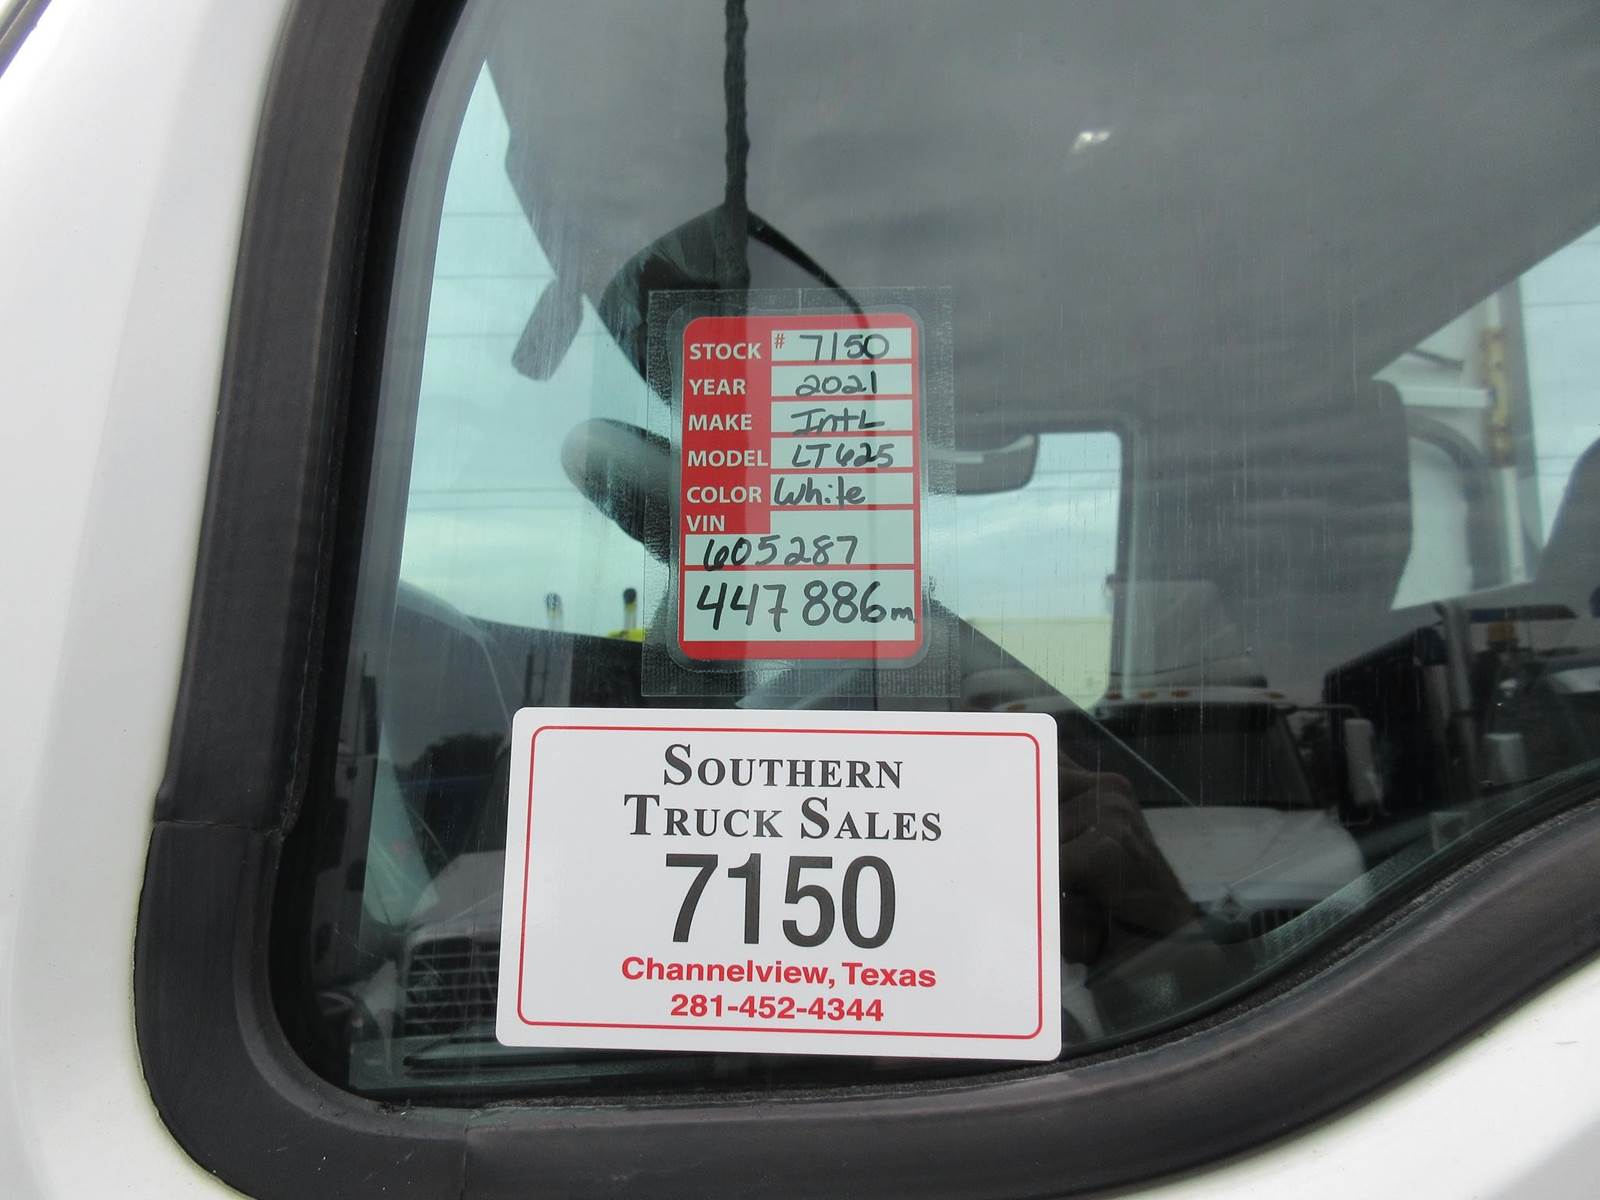 STOCK # 7150
YEAR 2021
MAKE Intl
MODEL LT625
COLOR White
VIN
605287
447886m
SOUTHERN
TRUCK SALES
7150
Channelview, Texas
281-452-4344